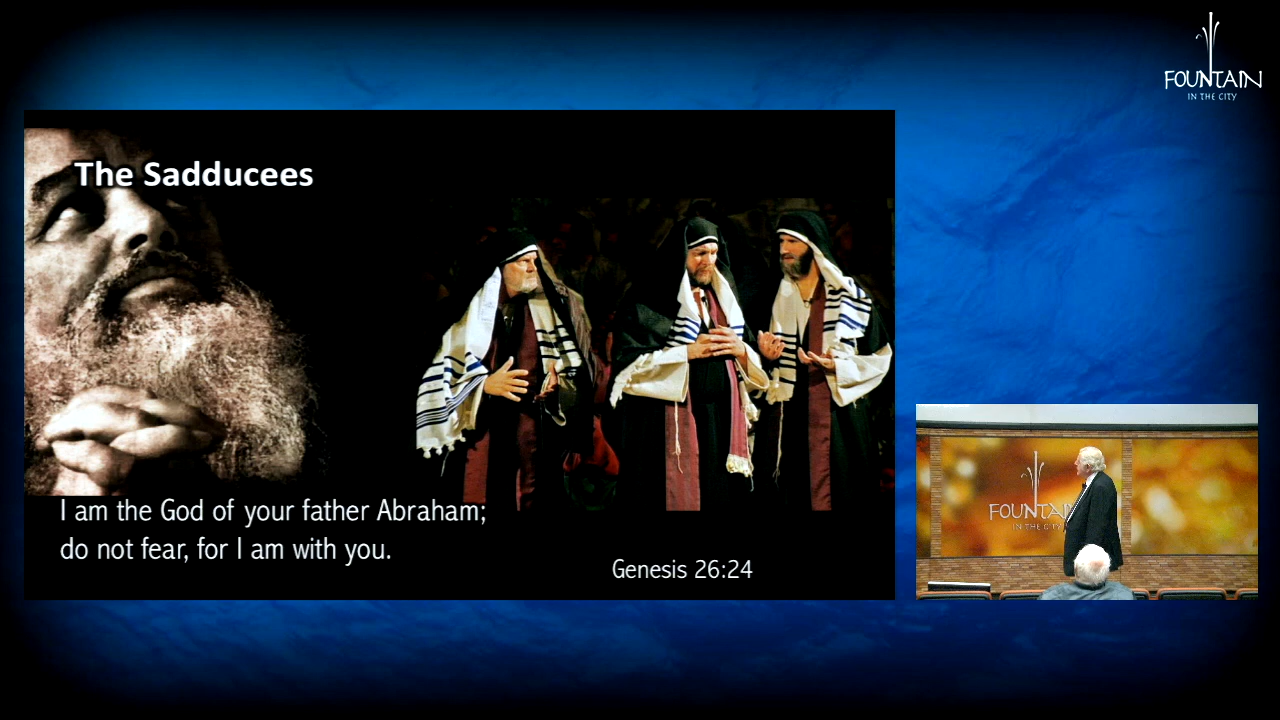 FOUNTAIN
IN THE CITY
The Sadducees
I am the God of your father Abraham;
do not fear, for I am with you.
Genesis 26:24
FOUNTAI
IN THE CITY